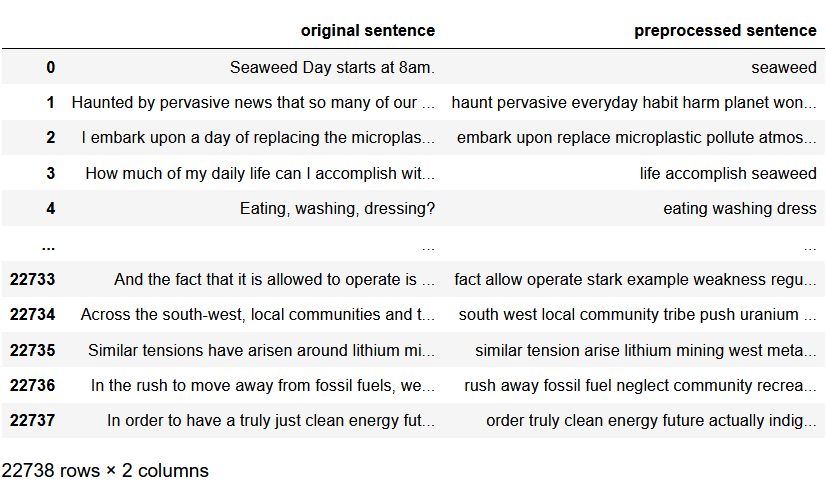 original sentence preprocessed sentence
0 Seaweed Day starts at 8am. seaweed
1 Haunted by pervasive news that so many of our ... haunt pervasive everyday habit harm planet won...
2 I embark upon a day of replacing the microplas... embark upon replace microplastic pollute atmos...
3 How much of my daily life can I accomplish wit... life accomplish seaweed
4 Eating, washing, dressing? eating washing dress
... ... ...
22733 And the fact that it is allowed to operate is ... fact allow operate stark example weakness regu...
22734 Across the south-west, local communities and t... south west local community tribe push uranium ...
22735 Similar tensions have arisen around lithium mi... similar tension arise lithium mining west meta...
22736 In the rush to move away from fossil fuels, we... rush away fossil fuel neglect community recrea...
22737 In order to have a truly just clean energy fut... order truly clean energy future actually indig...
22738 rows × 2 columns